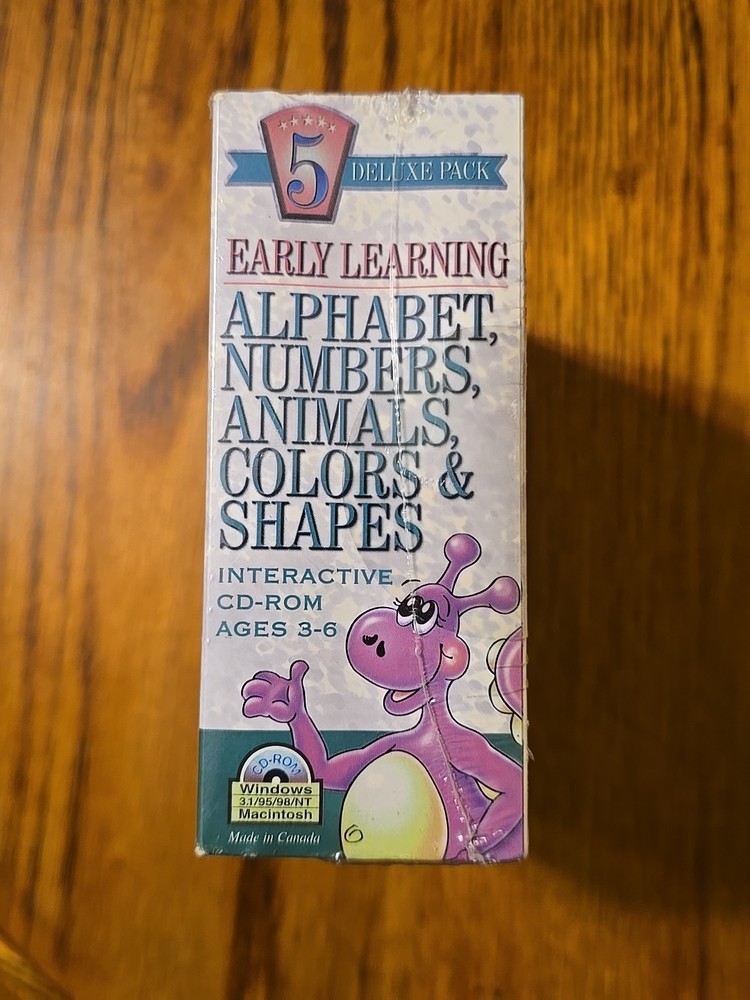 5
DELUXE PACK
EARLY LEARNING
ALPHABET,
NUMBERS,
ANIMALS,
COLORS &
SHAPES
INTERACTIVE
CD-ROM
AGES 3-6
CD-ROM
Windows
3.1/95/98/NT
Macintosh
Made in Canada